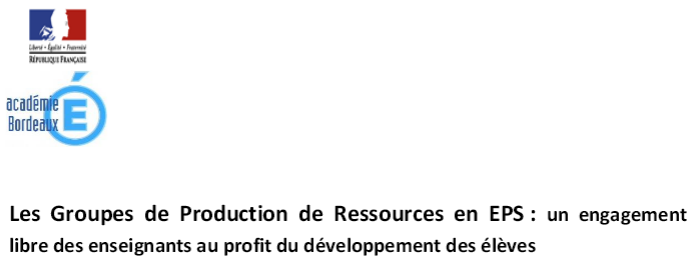 Liberté • Égalité • Fraternité
RÉPUBLIQUE FRANÇAISE
académie
Bordeaux
É
Les Groupes de Production de Ressources en EPS : un engagement
libre des enseignants au profit du développement des élèves